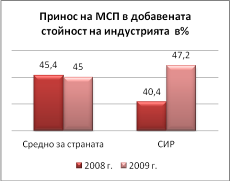 Принос на МСП в добавената
стойност на индустрията в%
45,4
45
40,4
47,2
Средно за страната
СИР
2008 г.
2009 г.